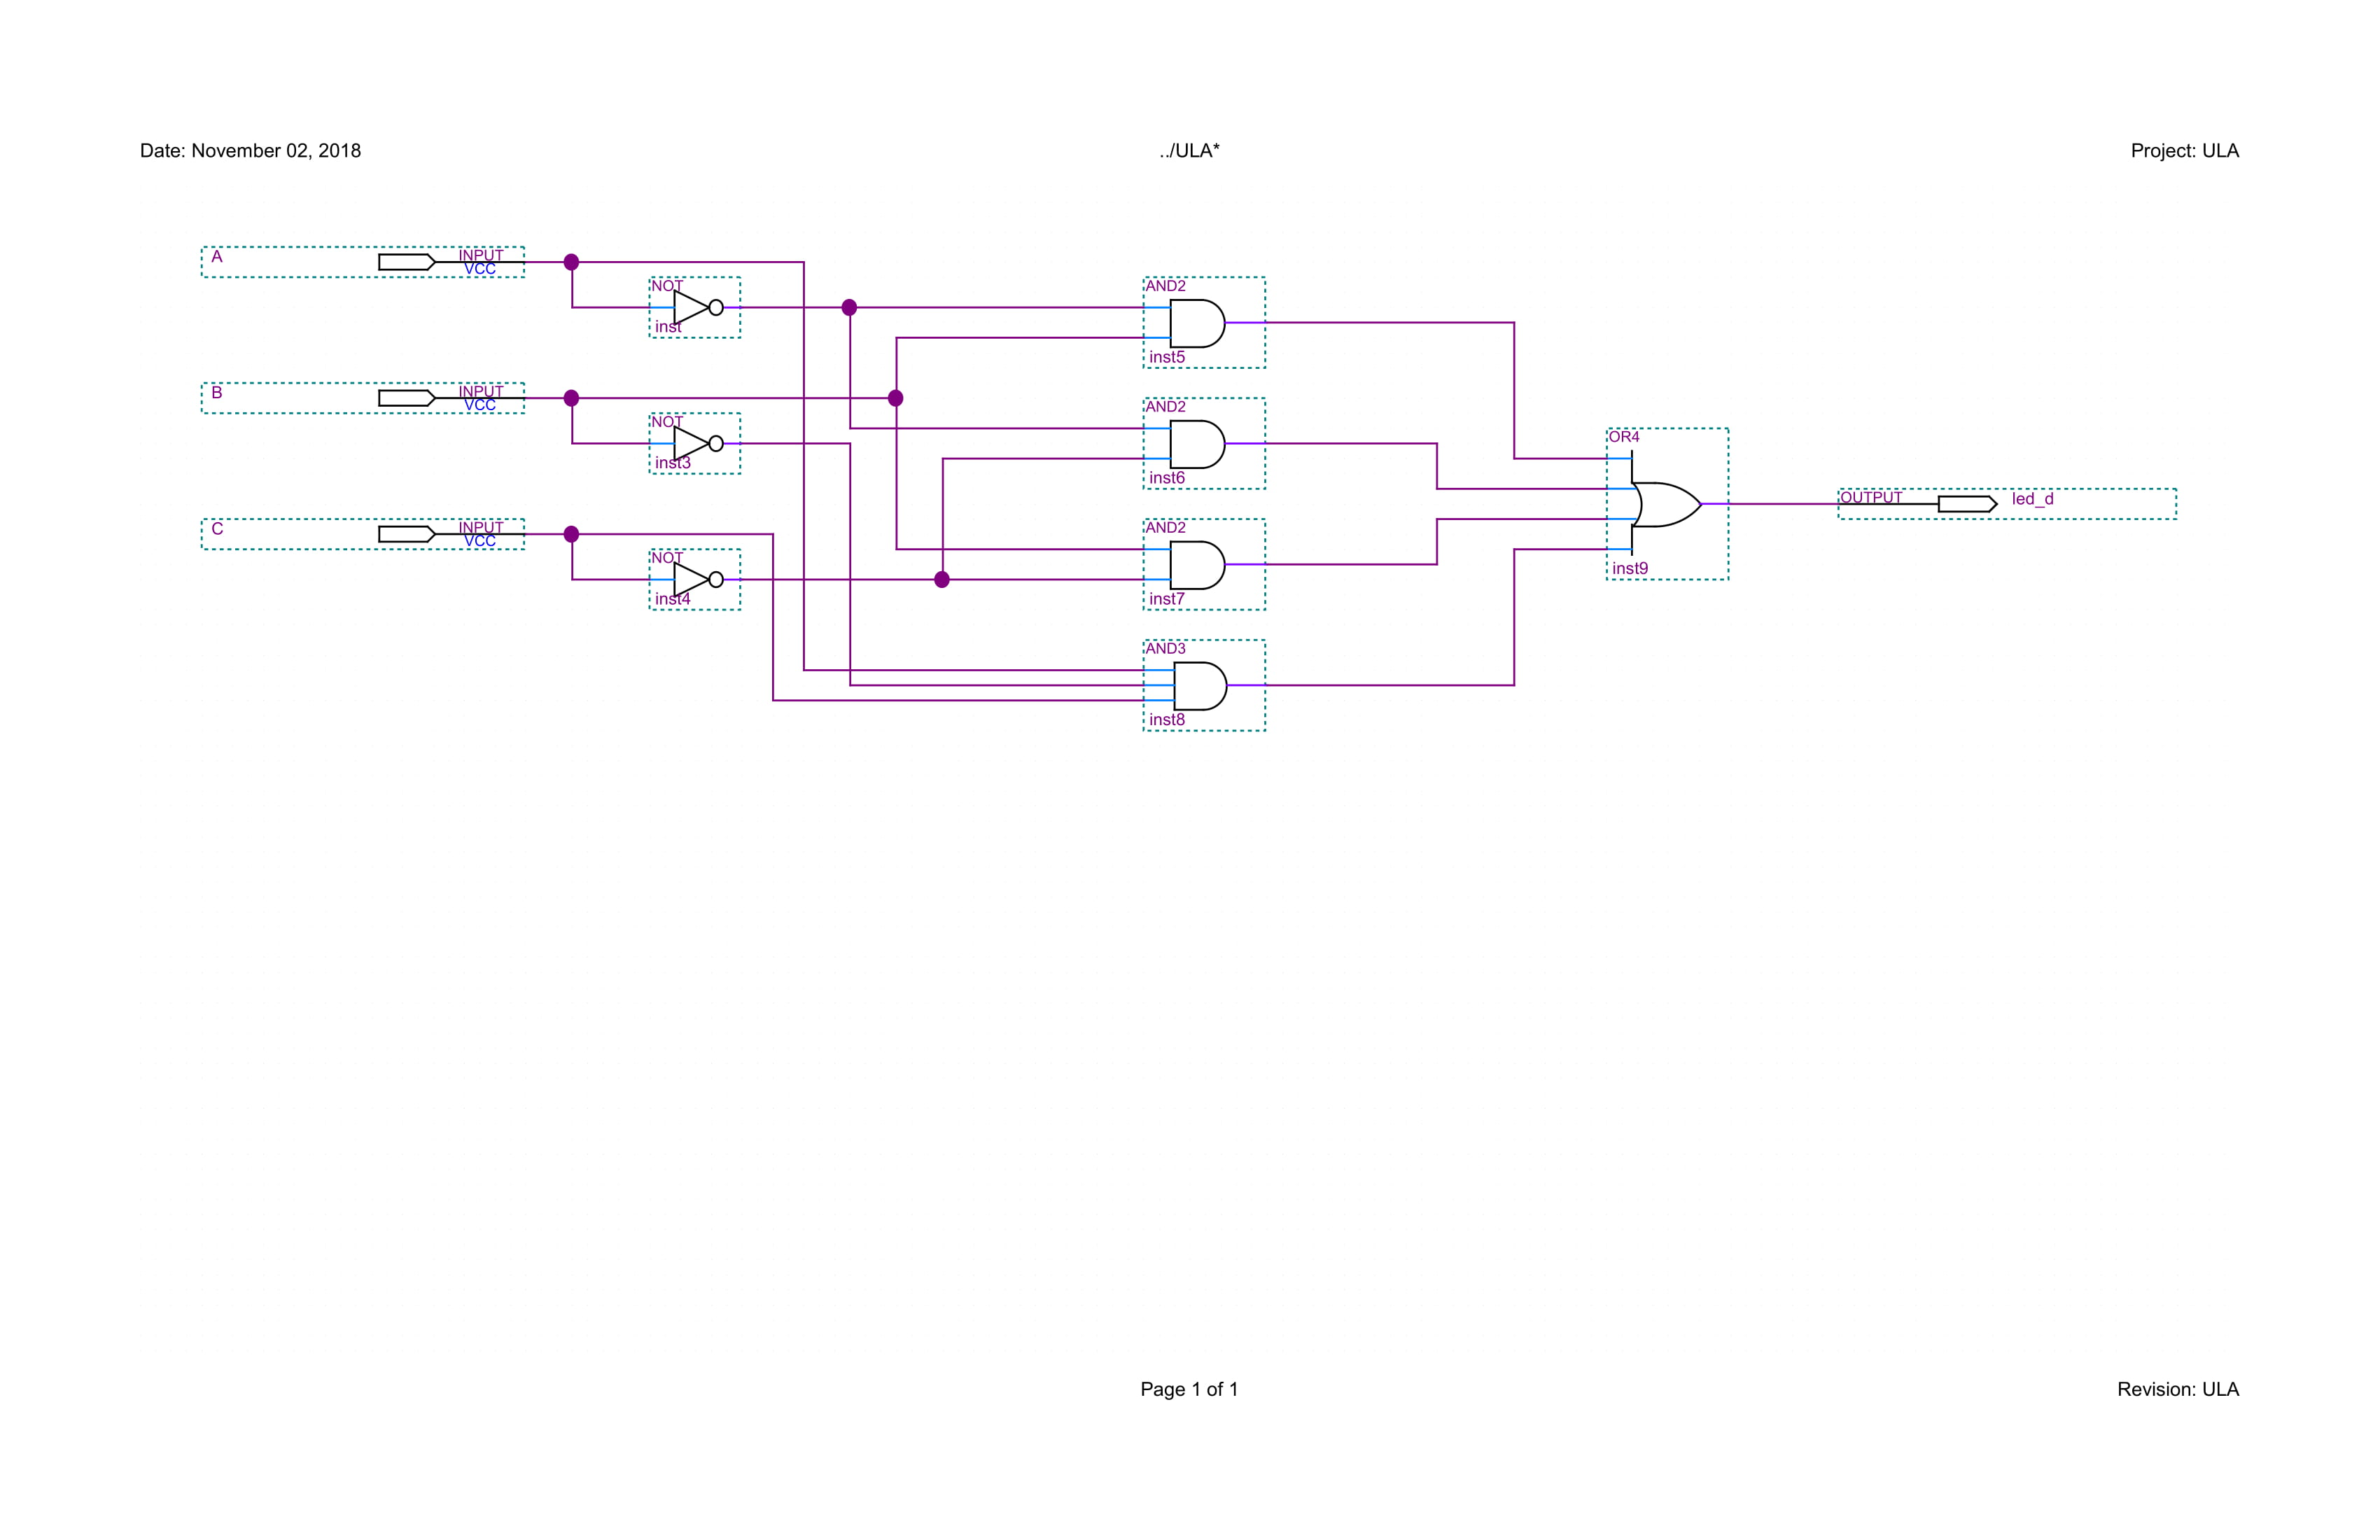 Date: November 02, 2018
../ULA*
Project: ULA
A
INPUT
VCC
NOT
inst
AND2
inst5
B
INPUT
VCC
NOT
inst3
AND2
inst6
OR4
inst9
OUTPUT
led_d
C
INPUT
VCC
NOT
inst4
AND2
inst7
AND3
inst8
Page 1 of 1
Revision: ULA